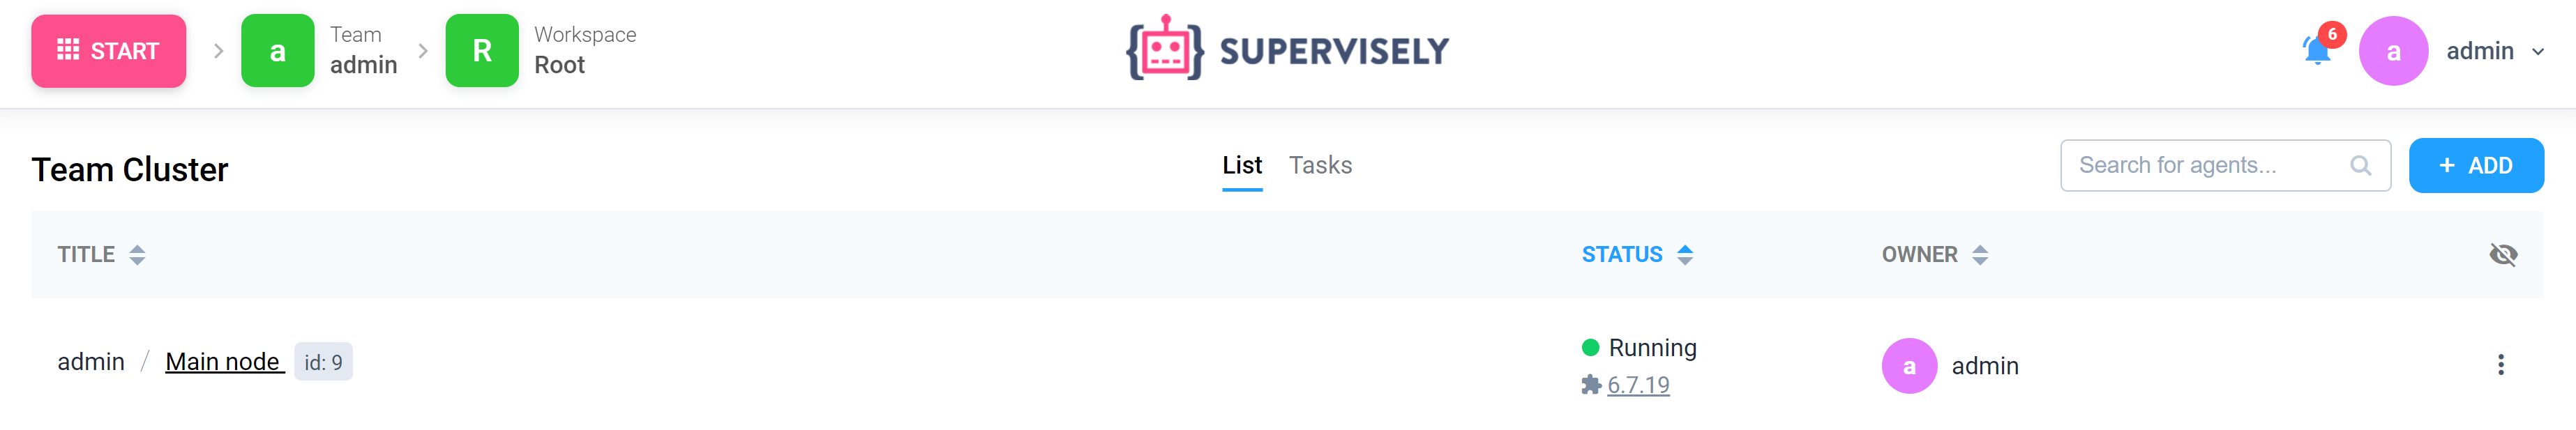 START
a
Team
admin
R
Workspace
Root
SUPERVISELY
6
a
admin
Team Cluster
List
Tasks
Search for agents...
+ ADD
TITLE
STATUS
OWNER
admin / Main node id: 9
Running
6.7.19
a
admin